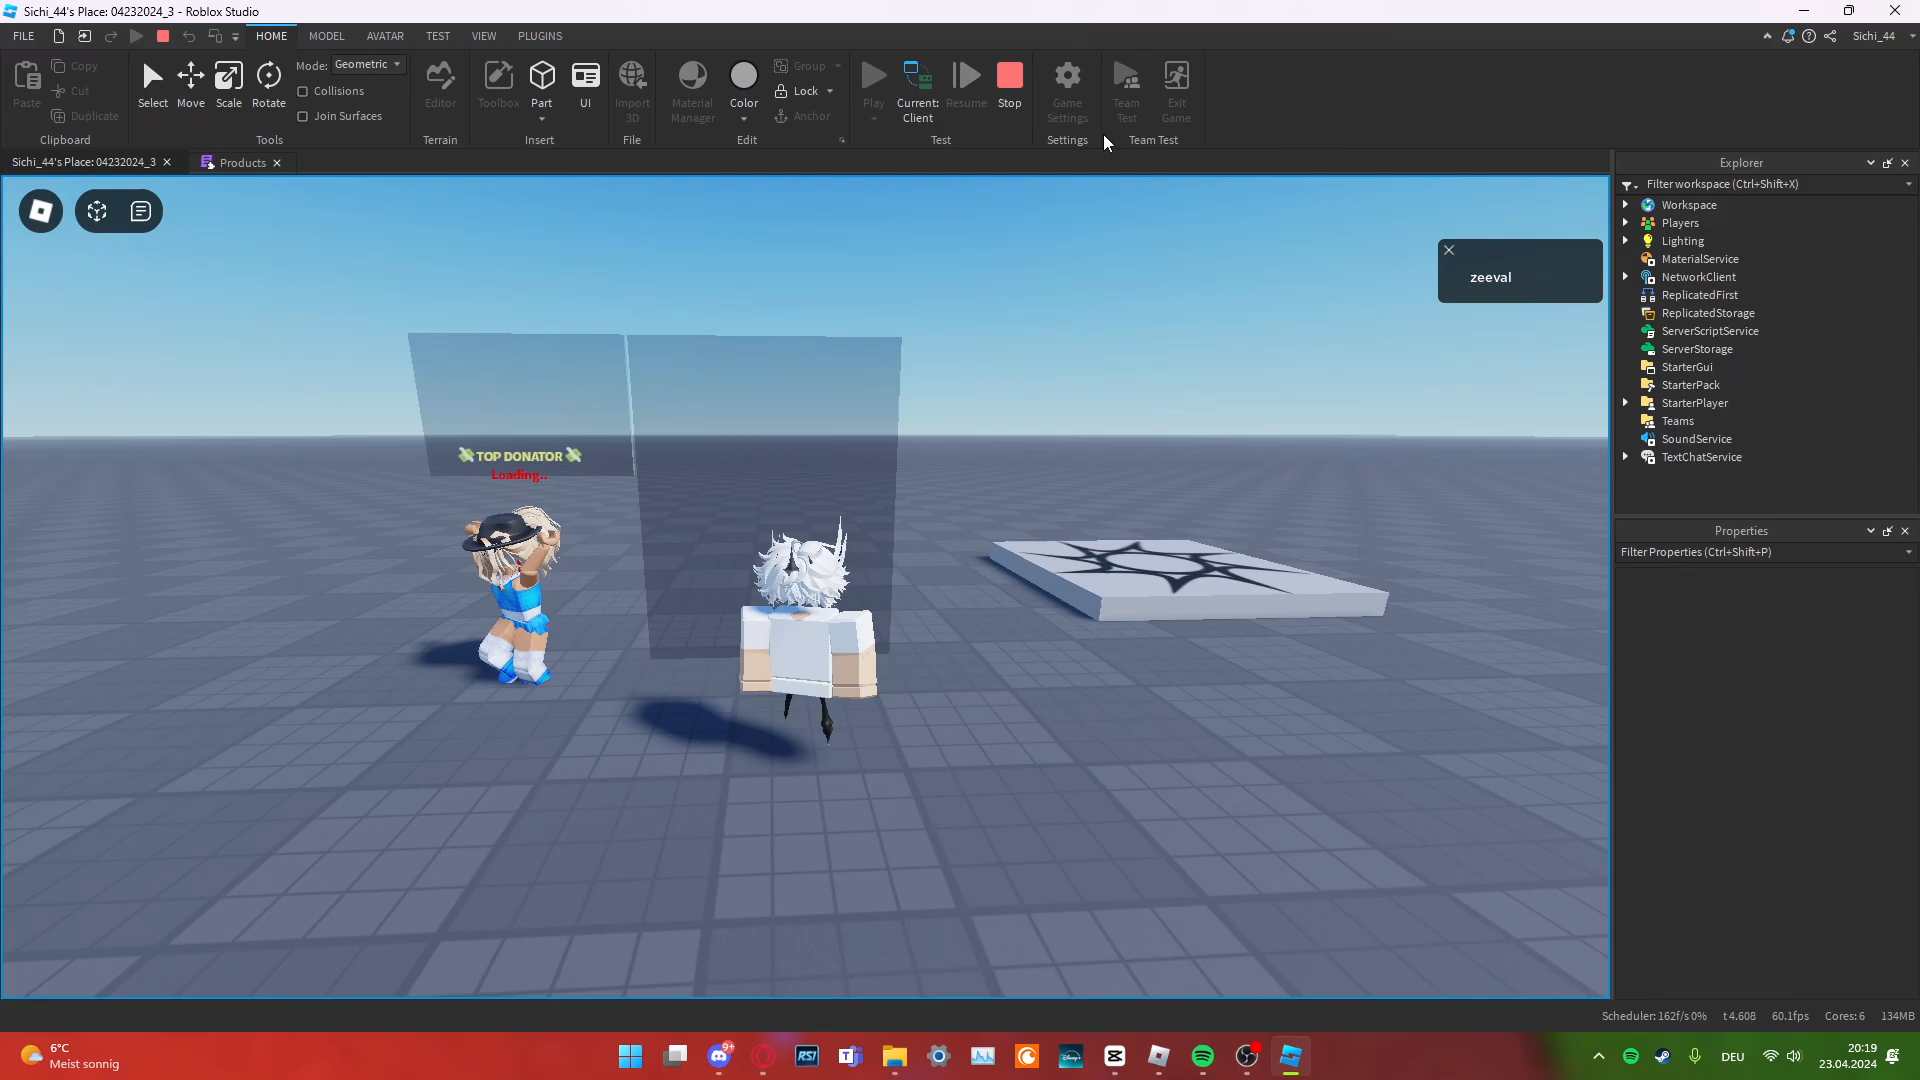 Sichi_44's Place: 04232024_3 - Roblox Studio
FILE HOME MODEL AVATAR TEST VIEW PLUGINS Sichi_44
Paste Copy Cut Duplicate Clipboard
Select Move Scale Rotate Mode: Geometric Collisions Join Surfaces Tools
Editor Terrain
Toolbox Part UI Insert
Import 3D File
Material Manager Color Group Lock Anchor Edit
Play Current: Client Resume Stop Test
Game Settings Settings
Team Test Exit Game Team Test
Sichi_44's Place: 04232024_3 Products
zeeval
TOP DONATOR
Loading..
Explorer
Filter workspace (Ctrl+Shift+X)
Workspace
Players
Lighting
MaterialService
NetworkClient
ReplicatedFirst
ReplicatedStorage
ServerScriptService
ServerStorage
StarterGui
StarterPack
StarterPlayer
Teams
SoundService
TextChatService
Properties
Filter Properties (Ctrl+Shift+P)
Scheduler: 162f/s 0% t 4.608 60.1fps Cores: 6 134MB
6°C
Meist sonnig
9+
RSI
Disney+
DEU
20:19
23.04.2024